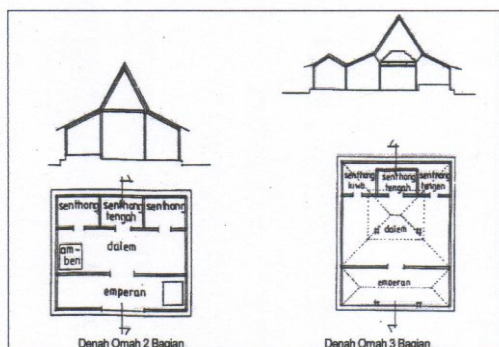 senthong senthong tengah senthong
am-
ben
dalem
emperan
Denah Omah 2 Bagian
senthong kiwo senthong tengah senthong tengen
dalem
emperan
Denah Omah 3 Bagian